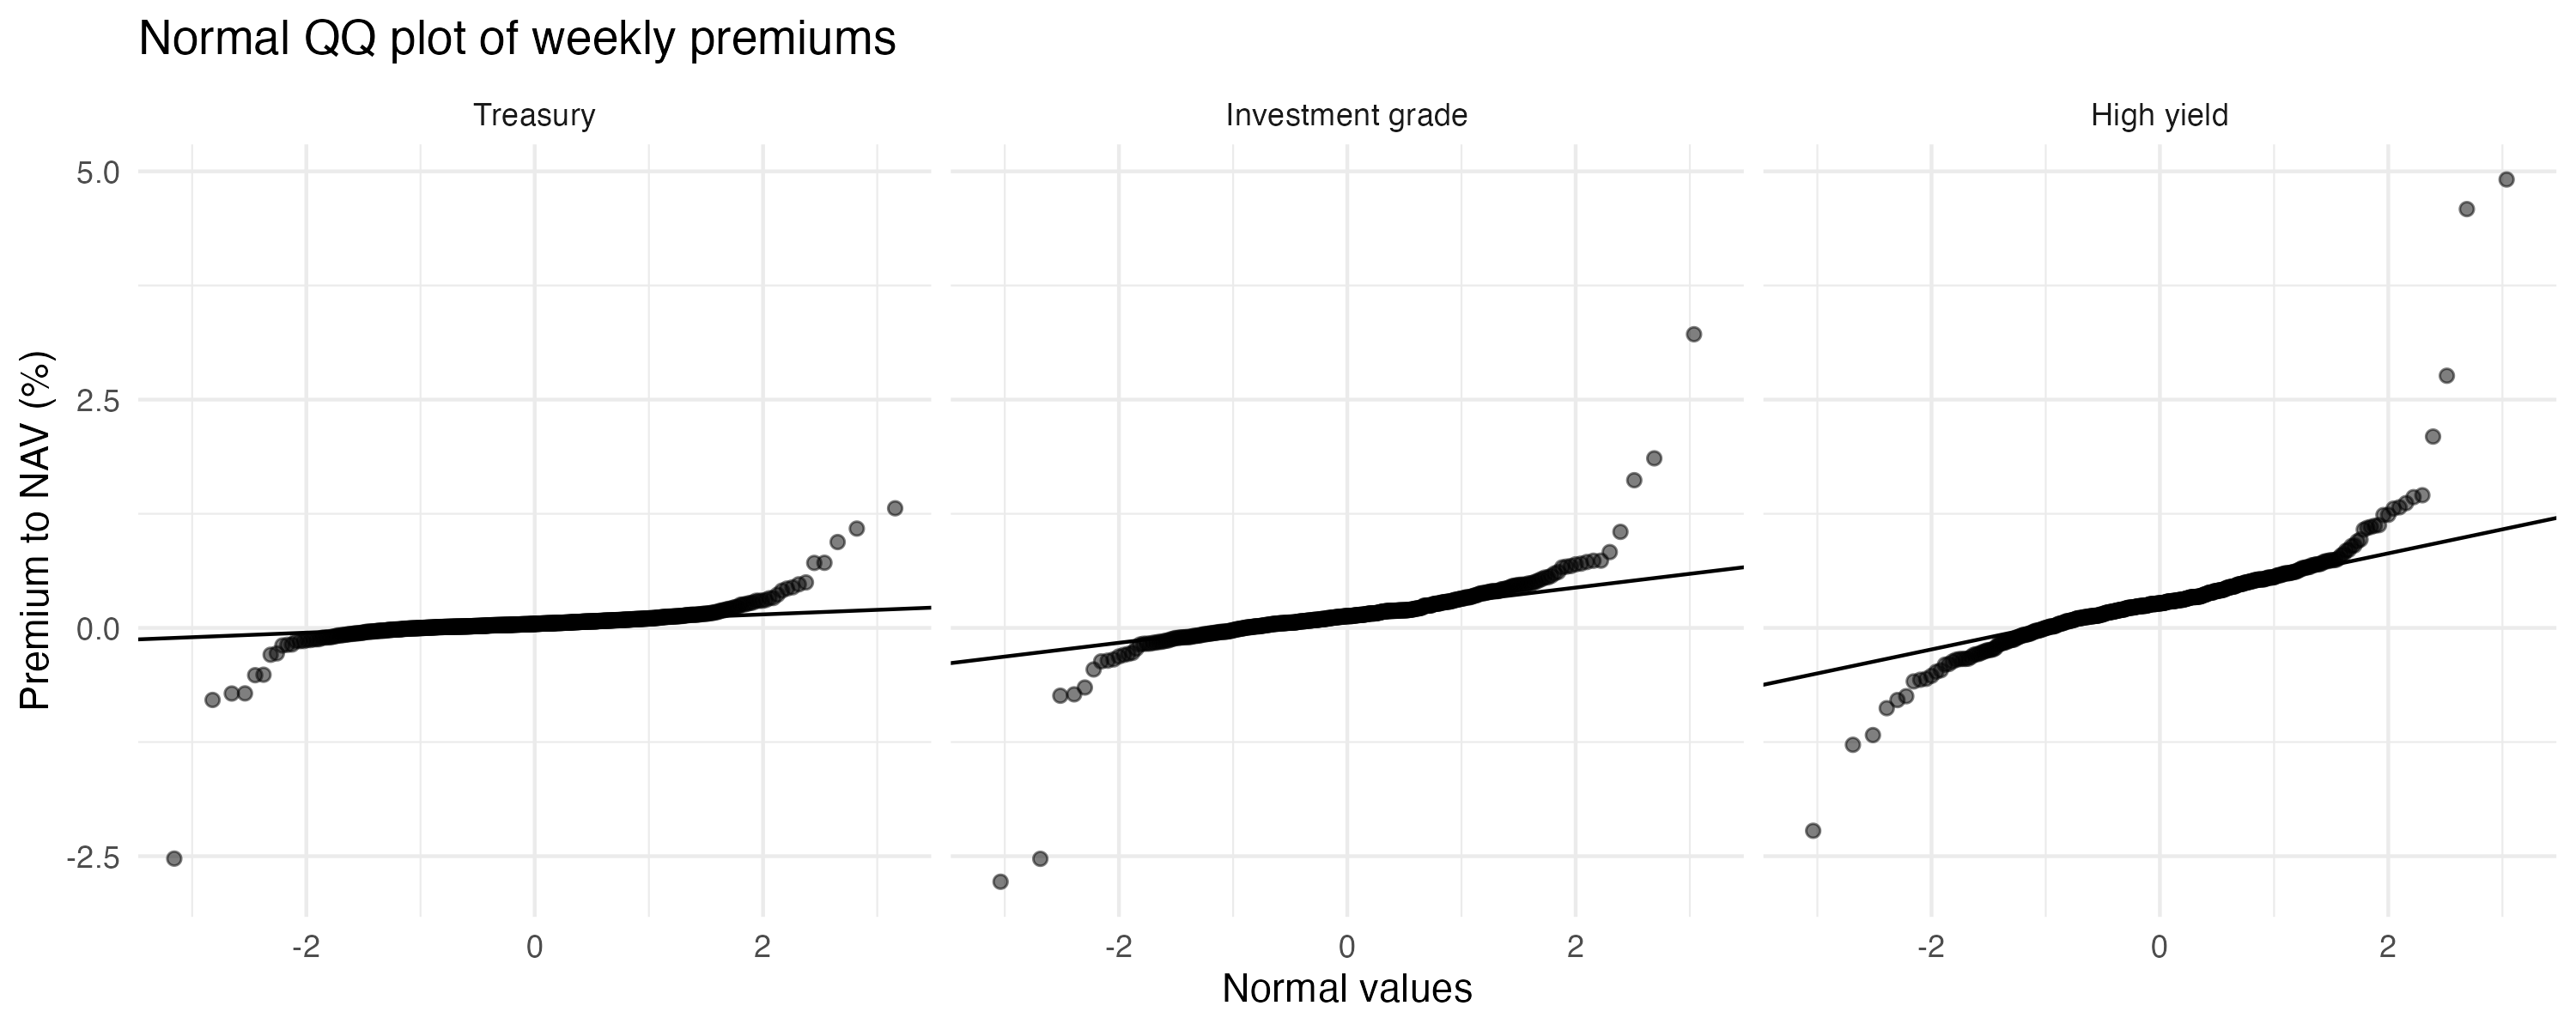 Normal QQ plot of weekly premiums
Treasury
Investment grade
High yield
Premium to NAV (%)
5.0
2.5
0.0
-2.5
-2 0 2
-2 0 2
-2 0 2
Normal values